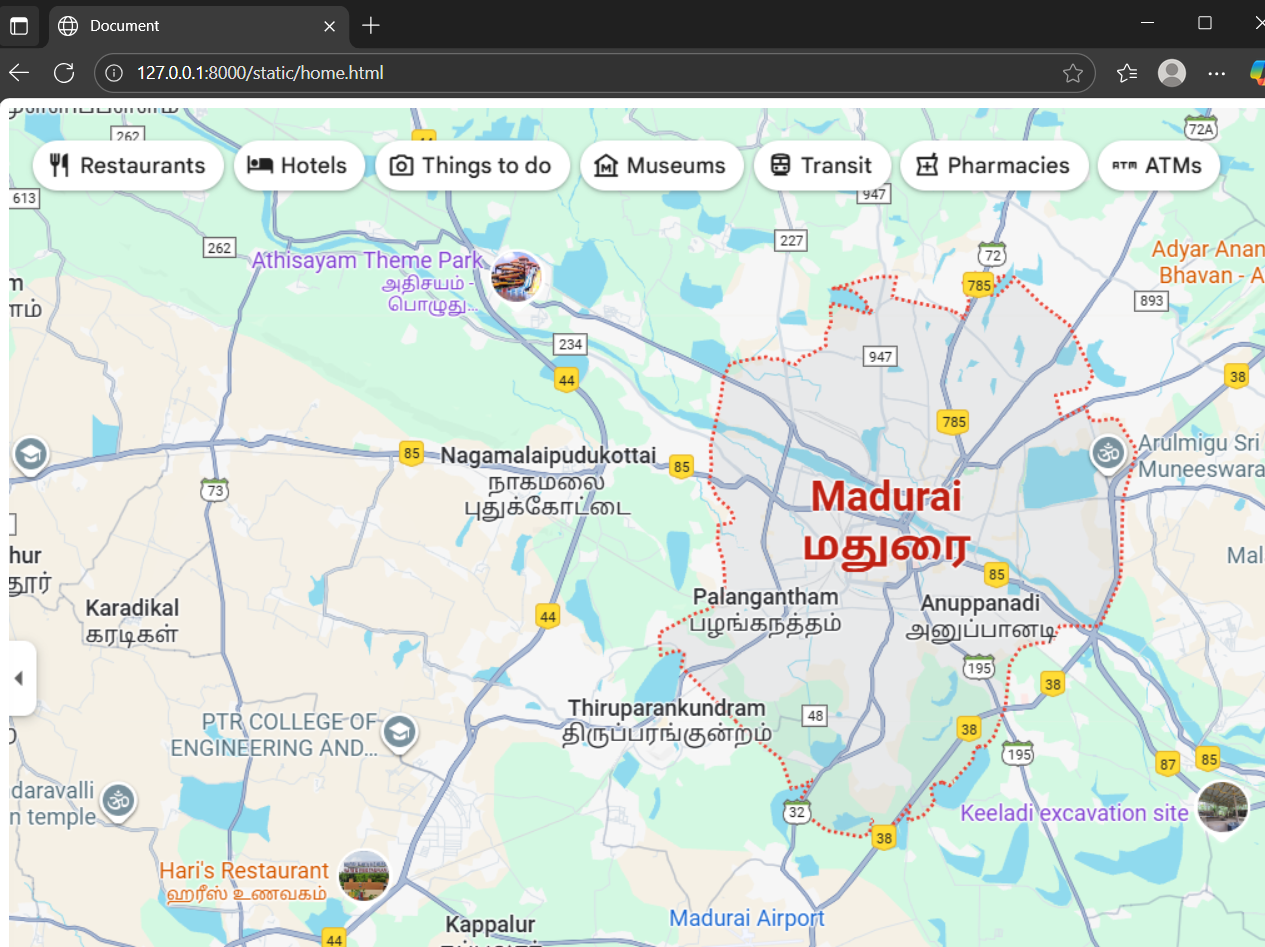 Document
127.0.0.1:8000/static/home.html
262
44
72A
Restaurants
Hotels
Things to do
Museums
Transit
Pharmacies
ATM ATMs
613
947
262
227
72
Athisayam Theme Park
அதிசயம் -
பொழுது...
Adyar Anan
Bhavan - A
785
893
234
947
44
38
785
85
Nagamalaipudukottai
நாகமலை
புதுக்கோட்டை
85
Arulmigu Sri
Muneeswara
73
Madurai
மதுரை
hur
தூர்
Mal
85
Karadikal
கரடிகள்
44
Palangantham
பழங்கநத்தம்
Anuppanadi
அனுப்பானடி
195
38
Thiruparankundram
திருப்பரங்குன்றம்
48
PTR COLLEGE OF
ENGINEERING AND...
38
195
87
85
daravalli
n temple
32
Keeladi excavation site
38
Hari's Restaurant
ஹரீஸ் உணவகம்
Kappalur
Madurai Airport
44